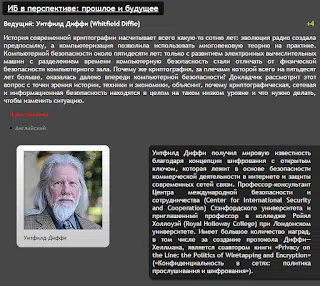 ИБ в перспективе: прошлое и будущее
Ведущий: Уитфилд Диффи (Whitfield Diffie)
+4
История современной криптографии насчитывает всего-то сотню лет: эволюция радио создала
предпосылку, а компьютеризация позволила использовать многовековую теорию на практике.
Компьютерной безопасности около пятидесяти лет: только с развитием электронных вычислительных
машин с разделением времени компьютерную безопасность стали отличать от физической
безопасности компьютерного зала. Почему же криптография, за плечами которой всего на пятьдесят
лет больше, оказалась далеко впереди компьютерной безопасности? Докладчик рассмотрит этот
вопрос с точки зрения истории, техники и экономики, объяснит, почему криптографическая, сетевая
и информационная безопасность находятся в целом на таком низком уровне и что нужно делать,
чтобы изменить ситуацию.
Английский
Уитфилд Диффи
Уитфилд Диффи получил мировую известность
благодаря концепции шифрования с открытым
ключом, которая лежит в основе безопасности
коммерческой деятельности в интернете и защиты
современных сетей связи. Профессор-консультант
Центра международной безопасности и
сотрудничества (Center for International Security
and Cooperation) Стэнфордского университета и
приглашенный профессор в колледже Ройял
Холлоуэй (Royal Holloway College) при Лондонском
университете. Имеет большое количество наград,
в том числе за создание протокола Диффи—
Хеллмана, является соавтором книги «Privacy on
the Line: the Politics of Wiretapping and Encryption»
(«Конфиденциальность в сетях: политика
прослушивания и шифрования»).